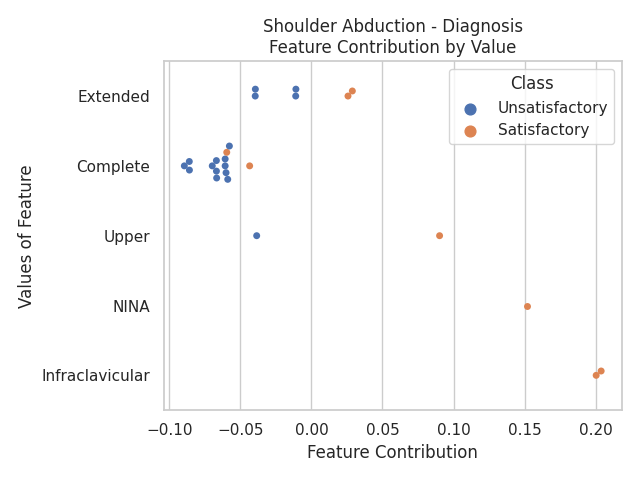 Shoulder Abduction - Diagnosis
Feature Contribution by Value
Class
Unsatisfactory
Satisfactory
Values of Feature
Extended
Complete
Upper
NINA
Infraclavicular
−0.10 −0.05 0.00 0.05 0.10 0.15 0.20
Feature Contribution